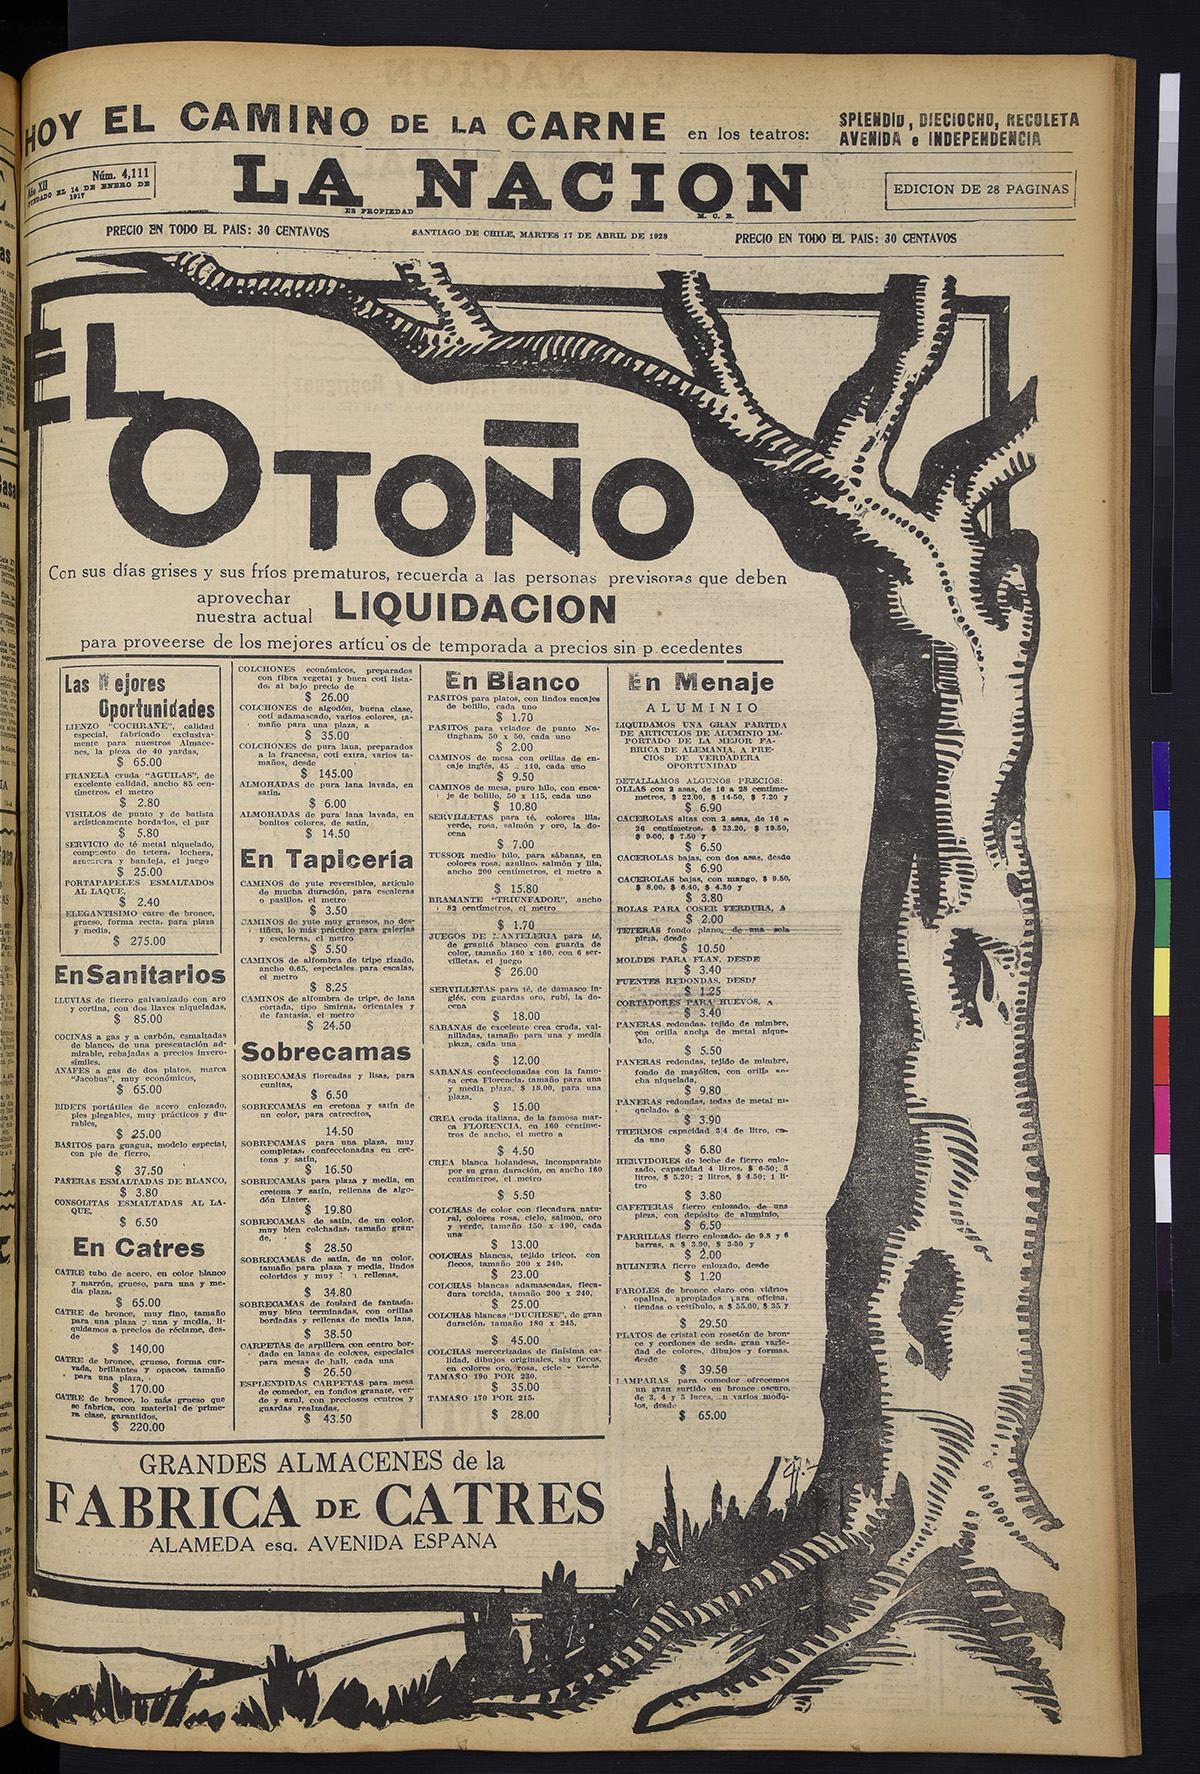 HOY EL CAMINO DE LA CARNE en los teatros: SPLENDID, DIECIOCHO, RECOLETA
AVENIDA e INDEPENDENCIA
Año XII Núm. 4,111
FUNDADO EL 14 DE ENERO DE
1917
LA NACION
ES PROPIEDAD M. C. R.
EDICION DE 28 PAGINAS
PRECIO EN TODO EL PAIS: 30 CENTAVOS
SANTIAGO DE CHILE, MARTES 17 DE ABRIL DE 1928
PRECIO EN TODO EL PAIS: 30 CENTAVOS
EL
OTOÑO
Con sus días grises y sus fríos prematuros, recuerda a las personas previsoras que deben
aprovechar
nuestra actual LIQUIDACION
para proveerse de los mejores artículos de temporada a precios sin p ecedentes
Las Mejores
Oportunidades
LIENZO "COCHRANE", calidad
especial, fabricado exclusiva-
mente para nuestros Almace-
nes, la pieza de 40 yardas,
$ 65.00
FRANELA cruda "AGUILAS", de
excelente calidad, ancho 85 cen-
tímetros, el metro
$ 2.80
VISILLOS de punto y de batista
artísticamente bordados, el par
$ 5.80
SERVICIO de té metal niquelado,
compuesto de tetera, lechera,
azucarera y bandeja, el juego
$ 25.00
PORTAPAPELES ESMALTADOS
AL LAQUE,
$ 2.40
ELEGANTISIMO catre de bronce,
grueso, forma recta, para plaza
y media,
$ 275.00
En Sanitarios
LLUVIAS de fierro galvanizado con aro
y cortina, con dos llaves niqueladas,
$ 85.00
COCINAS a gas y a carbón, esmaltadas
de blanco, de una presentación ad-
mirable, rebajadas a precios invero-
símiles.
ANAFES a gas de dos platos, marca
"Jacobus", muy económicos,
$ 65.00
BIDETS portátiles de acero enlozado,
pies plegables, muy prácticos y du-
rables,
$ 25.00
BAÑITOS para guagua, modelo especial,
con pie de fierro,
$ 37.50
PAÑERAS ESMALTADAS DE BLANCO,
$ 3.80
CONSOLITAS ESMALTADAS AL LA-
QUE,
$ 6.50
En Catres
CATRE tubo de acero, en color blanco
y marrón, grueso, para una y me-
dia plaza,
$ 65.00
CATRE de bronce, muy fino, tamaño
para una plaza y una y media, li-
quidamos a precios de réclame, des-
de
$ 140.00
CATRE de bronce, grueso, forma cur-
vada, brillantes y opacos, tamaño
para una plaza,
$ 170.00
CATRE de bronce, lo más grueso que
se fabrica, con material de prime-
ra clase, garantidos,
$ 220.00
COLCHONES económicos, preparados
con fibra vegetal y buen cotí lista-
do, al bajo precio de
$ 26.00
COLCHONES de algodón, buena clase,
cotí adamascado, varios colores, ta-
maño para una plaza, a
$ 35.00
COLCHONES de pura lana, preparados
a la francesa, cotí extra, varios ta-
maños, desde
$ 145.00
ALMOHADAS de pura lana lavada, en
satín,
$ 6.00
ALMOHADAS de pura lana lavada, en
bonitos colores, de satín,
$ 14.50
En Tapicería
CAMINOS de yute reversibles, artículo
de mucha duración, para escaleras
o pasillos, el metro
$ 3.50
CAMINOS de yute muy gruesos, no des-
tiñen, lo más práctico para galerías
y escaleras, el metro
$ 5.50
CAMINOS de alfombra de tripe rizado,
ancho 0.65, especiales para escalas,
el metro
$ 8.25
CAMINOS de alfombra de tripe, de lana
cortada, tipo Smirna, orientales y
de fantasía, el metro
$ 24.50
Sobrecamas
SOBRECAMAS floreadas y lisas, para
cunitas,
$ 6.50
SOBRECAMAS en cretona y satín de
un color, para catrecitos,
14.50
SOBRECAMAS para una plaza, muy
completas, confeccionadas en cre-
tona y satín,
$ 16.50
SOBRECAMAS para plaza y media, en
cretona y satín, rellenas de algo-
dón Linter,
$ 19.80
SOBRECAMAS de satín, de un color,
muy bien colchadas, tamaño gran-
de,
$ 28.50
SOBRECAMAS de satín, de un color,
tamaño para plaza y media, lindos
coloridos y muy rellenas,
$ 34.80
SOBRECAMAS de foulard de fantasía,
muy bien terminadas, con orillas
bordadas y rellenas de media lana,
$ 38.50
CARPETAS de arpillera con centro bor-
dado en lanas de colores, especiales
para mesas de hall, cada una
$ 26.50
ESPLENDIDAS CARPETAS para mesa
de comedor, en fondos granate, ver-
de y azul, con preciosos centros y
guardas realzadas,
$ 43.50
En Blanco
PAÑITOS para platos, con lindos encajes
de bolillo, cada uno
$ 1.70
PAÑITOS para velador de punto No-
tingham, 50 x 50, cada uno
$ 2.00
CAMINOS de mesa con orillas de en-
caje inglés, 45 110, cada uno
$ 9.50
CAMINOS de mesa, puro hilo, con enca-
je de bolillo, 50 x 115, cada uno
$ 10.80
SERVILLETAS para té, colores lila,
verde, rosa, salmón y oro, la do-
cena
$ 7.00
TUSSOR medio hilo, para sábanas, en
colores rosa, azulino, salmón y lila,
ancho 200 centímetros, el metro a
$ 15.80
BRAMANTE "TRIUNFADOR", ancho
82 centímetros, el metro
$ 1.70
JUEGOS DE MANTELERIA para té,
de granité blanco con guarda de
color, tamaño 160 x 160, con 6 ser-
villetas, el juego
$ 26.00
SERVILLETAS para té, de damasco in-
glés, con guardas oro, rubí, la do-
cena
$ 18.00
SABANAS de excelente crea cruda, vai-
nilladas, tamaño para una y media
plaza, cada una
$ 12.00
SABANAS confeccionadas con la famo-
sa crea Florencia, tamaño para una
y media plaza, $ 18.00, para una
plaza,
$ 15.00
CREA cruda italiana, de la famosa mar-
ca FLORENCIA, en 160 centíme-
tros de ancho, el metro a
$ 4.50
CREA blanca holandesa, incomparable
por su gran duración, en ancho 160
centímetros, el metro
$ 5.50
COLCHAS de color con flecadura natu-
ral, colores rosa, cielo, salmón, oro
y verde, tamaño 150 x 190, cada
una
$ 13.00
COLCHAS blancas, tejido tricot, con
flecos, tamaño 200 x 240,
$ 23.00
COLCHAS blancas adamascadas, fleca-
dura torcida, tamaño 200 x 240,
$ 25.00
COLCHAS blancas "DUCHESE", de gran
duración, tamaño 180 x 245,
$ 45.00
COLCHAS mercerizadas de finísima ca-
lidad, dibujos originales, sin flecos,
en colores oro, rosa, cielo y verde
TAMAÑO 190 POR 230,
$ 35.00
TAMAÑO 170 POR 215,
$ 28.00
En Menaje
ALUMINIO
LIQUIDAMOS UNA GRAN PARTIDA
DE ARTICULOS DE ALUMINIO IM-
PORTADO DE LA MEJOR FA-
BRICA DE ALEMANIA, A PRE-
CIOS DE VERDADERA
OPORTUNIDAD
DETALLAMOS ALGUNOS PRECIOS:
OLLAS con 2 asas, de 16 a 28 centíme-
metros, $ 22.00, $ 14.50, $ 7.20 y
$ 6.90
CACEROLAS altas con 2 asas, de 16 a
26 centímetros, $ 33.20, $ 19.50,
$ 9.00, $ 7.50 y
$ 6.50
CACEROLAS bajas, con dos asas, desde
$ 6.90
CACEROLAS bajas, con mango, $ 9.50,
$ 8.00, $ 6.40, $ 4.80 y
$ 3.80
BOLAS PARA COSER VERDURA, A
$ 2.00
TETERAS fondo plano, de una sola
pieza, desde
$ 10.50
MOLDES PARA FLAN, DESDE
$ 3.40
FUENTES REDONDAS, DESDE
$ 1.25
CORTADORES PARA HUEVOS, A
$ 3.40
PANERAS redondas, tejido de mimbre,
con orilla ancha de metal nique-
lado,
$ 5.50
PANERAS redondas, tejido de mimbre,
fondo de mayólica, con orilla an-
cha niquelada,
$ 9.80
PANERAS redondas, todas de metal ni-
quelado, a
$ 3.90
THERMOS capacidad 3|4 de litro, ca-
da uno
$ 6.80
HERVIDORES de leche de fierro enlo-
zado, capacidad 4 litros, $ 6.50; 3
litros, $ 5.20; 2 litros, $ 4.50; 1 li-
tro
$ 3.80
CAFETERAS fierro enlozado, de una
pieza, con depósito de aluminio,
$ 6.50
PARRILLAS fierro enlozado, de 9.8 y 6
barras, a $ 3.90, $ 3.50 y
$ 2.00
BULINERA fierro enlozado, desde
$ 1.20
FAROLES de bronce claro con vidrios
opalina, apropiados para oficina,
tiendas o vestíbulo, a $ 55.00, $ 35 y
$ 29.50
PLATOS de cristal con rosetón de bron-
ce y cordones de seda, gran varie-
dad de colores, dibujos y formas,
desde
$ 39.50
LAMPARAS para comedor ofrecemos
un gran surtido en bronce oscuro,
de 3, 4 y 5 luces, en varios mode-
los, desde
$ 65.00
GRANDES ALMACENES de la
FABRICA DE CATRES
ALAMEDA esq. AVENIDA ESPAÑA